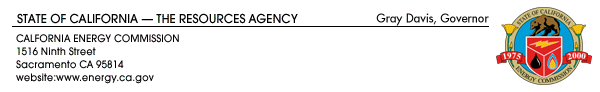 STATE OF CALIFORNIA — THE RESOURCES AGENCY
Gray Davis, Governor
CALFORNIA ENERGY COMMISSION
1516 Ninth Street
Sacramento CA 95814
website:www.energy.ca.gov
STATE OF CALIFORNIA
1975 2000
ENERGY COMMISSION